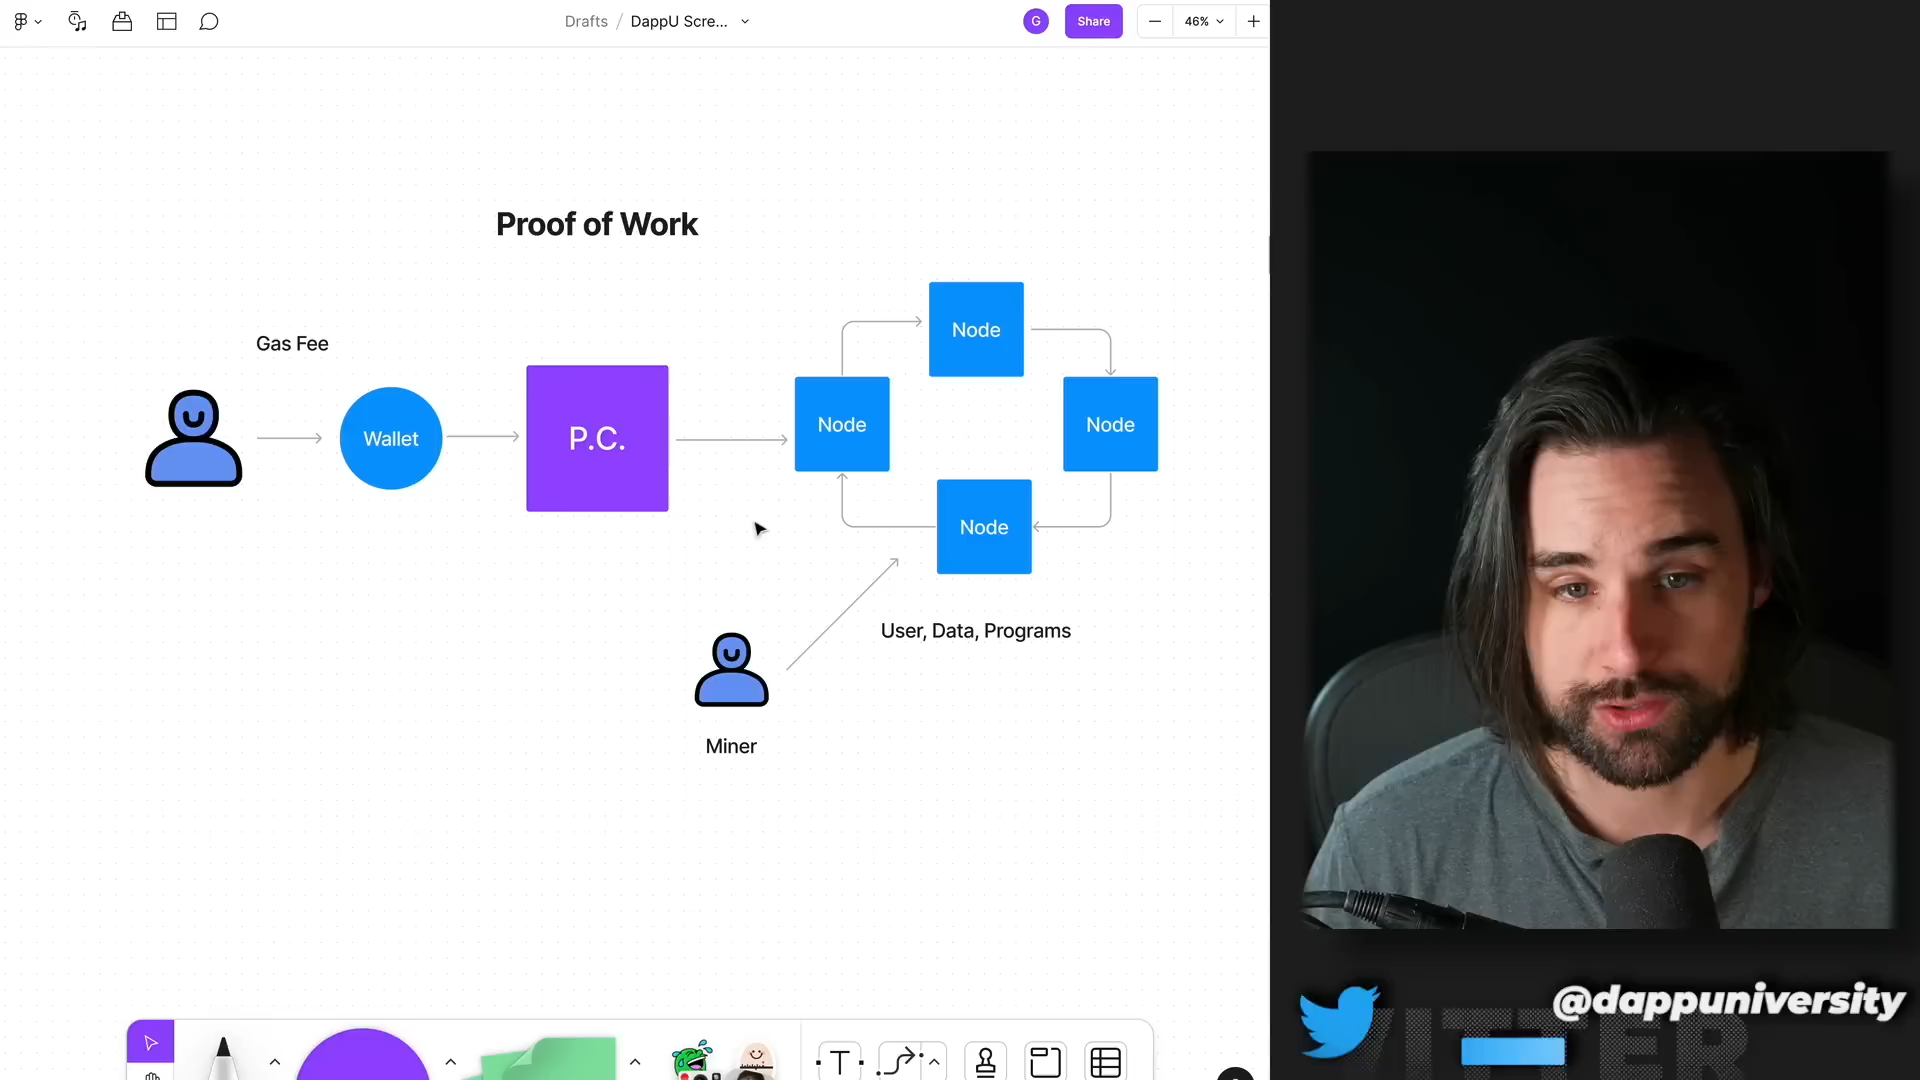 Drafts / DappU Scre...
G
Share
46%
Proof of Work
Gas Fee
Wallet
P.C.
Node
Node
Node
Node
User, Data, Programs
Miner
T
@dappuniversity